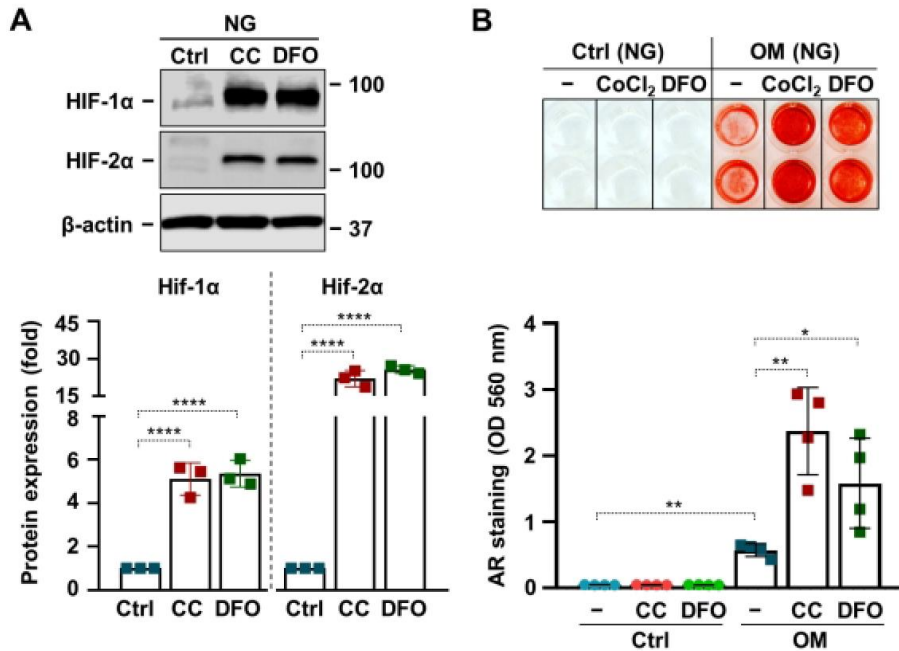 A
NG
Ctrl CC DFO
HIF-1α
100
HIF-2α
100
β-actin
37
Hif-1α
Hif-2α
Protein expression (fold)
45
30
15
8
6
4
2
1
0
****
****
****
****
Ctrl CC DFO
Ctrl CC DFO
B
Ctrl (NG) OM (NG)
– CoCl₂ DFO – CoCl₂ DFO
AR staining (OD 560 nm)
4
3
2
1
0
**
**
*
– CC DFO – CC DFO
Ctrl OM